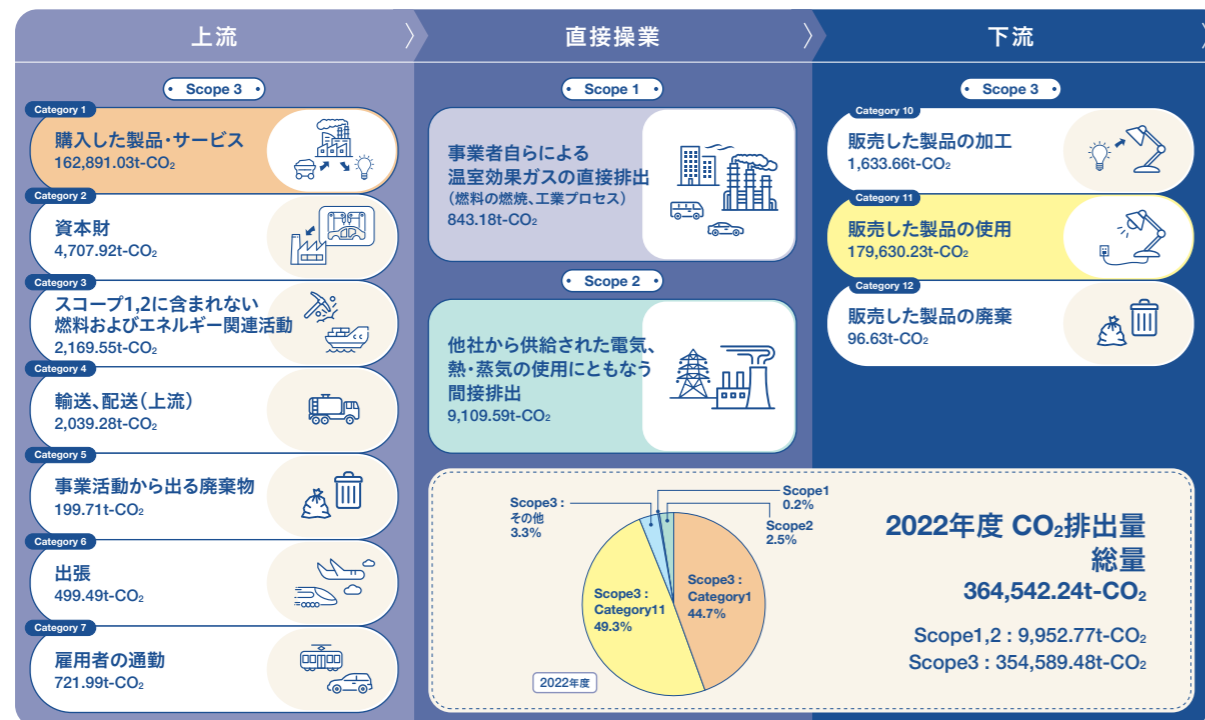 上流
直接操業
下流
Scope 3
Category 1
購入した製品・サービス
162,891.03t-CO₂
Category 2
資本財
4,707.92t-CO₂
Category 3
スコープ1,2に含まれない
燃料およびエネルギー関連活動
2,169.55t-CO₂
Category 4
輸送、配送（上流）
2,039.28t-CO₂
Category 5
事業活動から出る廃棄物
199.71t-CO₂
Category 6
出張
499.49t-CO₂
Category 7
雇用者の通勤
721.99t-CO₂
Scope 1
事業者自らによる
温室効果ガスの直接排出
（燃料の燃焼、工業プロセス）
843.18t-CO₂
Scope 2
他社から供給された電気、
熱・蒸気の使用にともなう
間接排出
9,109.59t-CO₂
Scope 3
Category 10
販売した製品の加工
1,633.66t-CO₂
Category 11
販売した製品の使用
179,630.23t-CO₂
Category 12
販売した製品の廃棄
96.63t-CO₂
Scope3：
その他
3.3%
Scope1
0.2%
Scope2
2.5%
Scope3：
Category11
49.3%
Scope3：
Category1
44.7%
2022年度
2022年度 CO₂排出量
総量
364,542.24t-CO₂
Scope1,2：9,952.77t-CO₂
Scope3：354,589.48t-CO₂